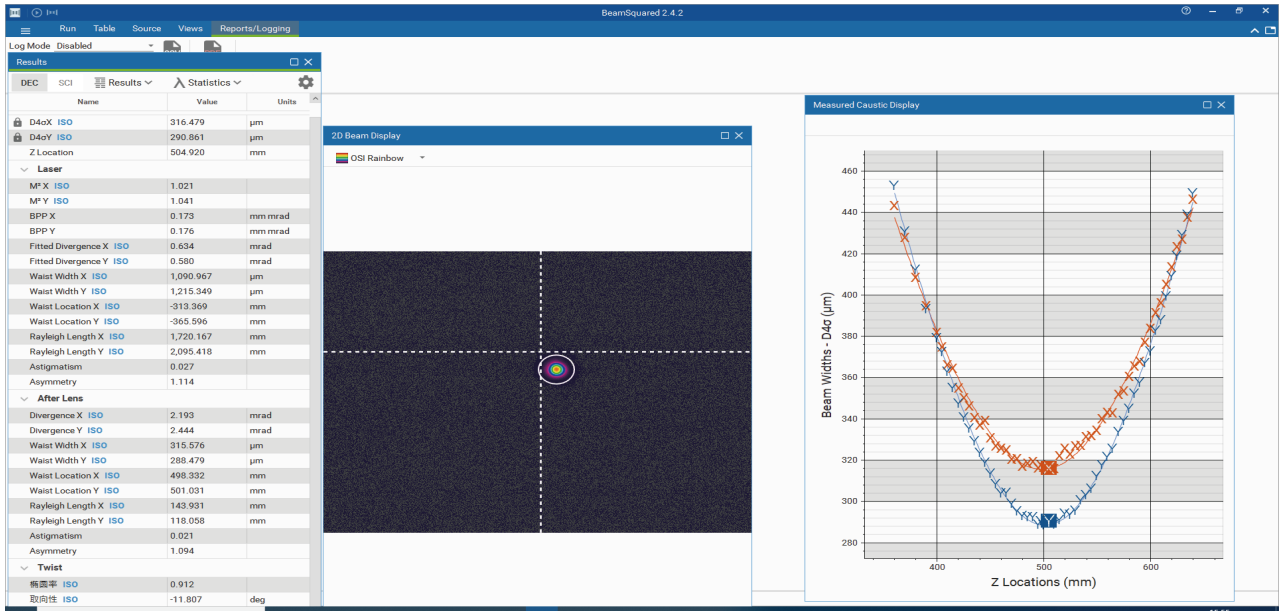 BeamSquared 2.4.2
Run Table Source Views Reports/Logging
Log Mode Disabled
Results
DEC SCI Results Statistics
Name Value Units
D4σX ISO 316.479 µm
D4σY ISO 290.861 µm
Z Location 504.920 mm
Laser
M² X ISO 1.021
M² Y ISO 1.041
BPP X 0.173 mm mrad
BPP Y 0.176 mm mrad
Fitted Divergence X ISO 0.634 mrad
Fitted Divergence Y ISO 0.580 mrad
Waist Width X ISO 1,090.967 µm
Waist Width Y ISO 1,215.349 µm
Waist Location X ISO -313.369 mm
Waist Location Y ISO -365.596 mm
Rayleigh Length X ISO 1,720.167 mm
Rayleigh Length Y ISO 2,095.418 mm
Astigmatism 0.027
Asymmetry 1.114
After Lens
Divergence X ISO 2.193 mrad
Divergence Y ISO 2.444 mrad
Waist Width X ISO 315.576 µm
Waist Width Y ISO 288.479 µm
Waist Location X ISO 498.332 mm
Waist Location Y ISO 501.031 mm
Rayleigh Length X ISO 143.931 mm
Rayleigh Length Y ISO 118.058 mm
Astigmatism 0.021
Asymmetry 1.094
Twist
椭圆率 ISO 0.912
取向性 ISO -11.807 deg
2D Beam Display
OSI Rainbow
Measured Caustic Display
Beam Widths - D4σ (µm)
460
440
420
400
380
360
340
320
300
280
400 500 600
Z Locations (mm)